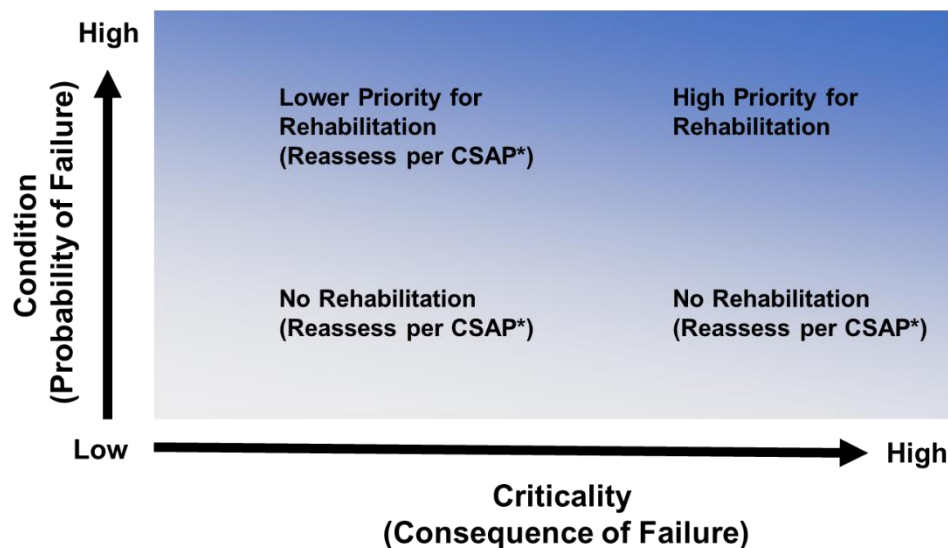 High
Condition
(Probability of Failure)
Lower Priority for
Rehabilitation
(Reassess per CSAP*)
High Priority for
Rehabilitation
No Rehabilitation
(Reassess per CSAP*)
No Rehabilitation
(Reassess per CSAP*)
Low
High
Criticality
(Consequence of Failure)